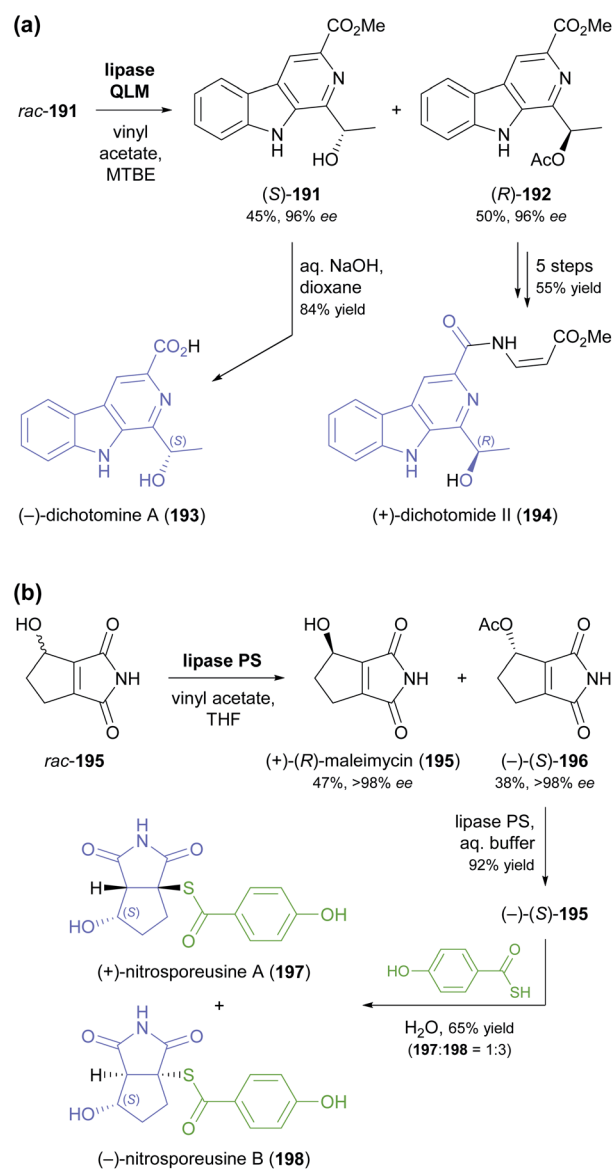 (a)
rac-191
lipase
QLM
vinyl
acetate,
MTBE
CO2Me
N
N
H
HO
(S)-191
45%, 96% ee
+
CO2Me
N
N
H
AcO
(R)-192
50%, 96% ee
aq. NaOH,
dioxane
84% yield
5 steps
55% yield
CO2H
N
N
H
(S)
HO
(–)-dichotomine A (193)
O
NH
CO2Me
N
N
H
(R)
HO
(+)-dichotomide II (194)
(b)
HO
O
NH
O
rac-195
lipase PS
vinyl acetate,
THF
HO
O
NH
O
(+)-(R)-maleimycin (195)
47%, >98% ee
+
AcO
O
NH
O
(–)-(S)-196
38%, >98% ee
lipase PS,
aq. buffer
92% yield
(–)-(S)-195
H
N
O
O
H
S
(S)
HO
O
OH
(+)-nitrosporeusine A (197)
+
HO
O
SH
H2O, 65% yield
(197:198 = 1:3)
H
N
O
O
H
S
(S)
HO
O
OH
(–)-nitrosporeusine B (198)